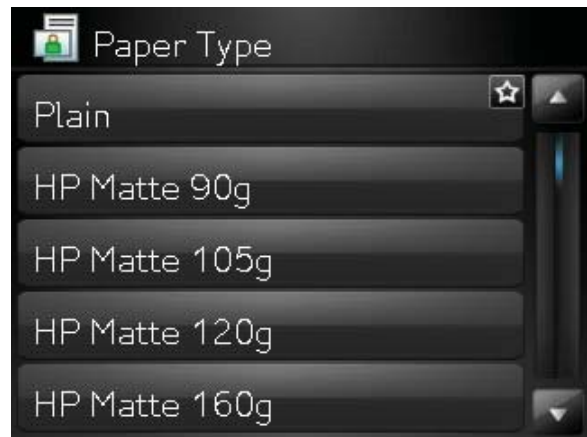 Paper Type
Plain
HP Matte 90g
HP Matte 105g
HP Matte 120g
HP Matte 160g